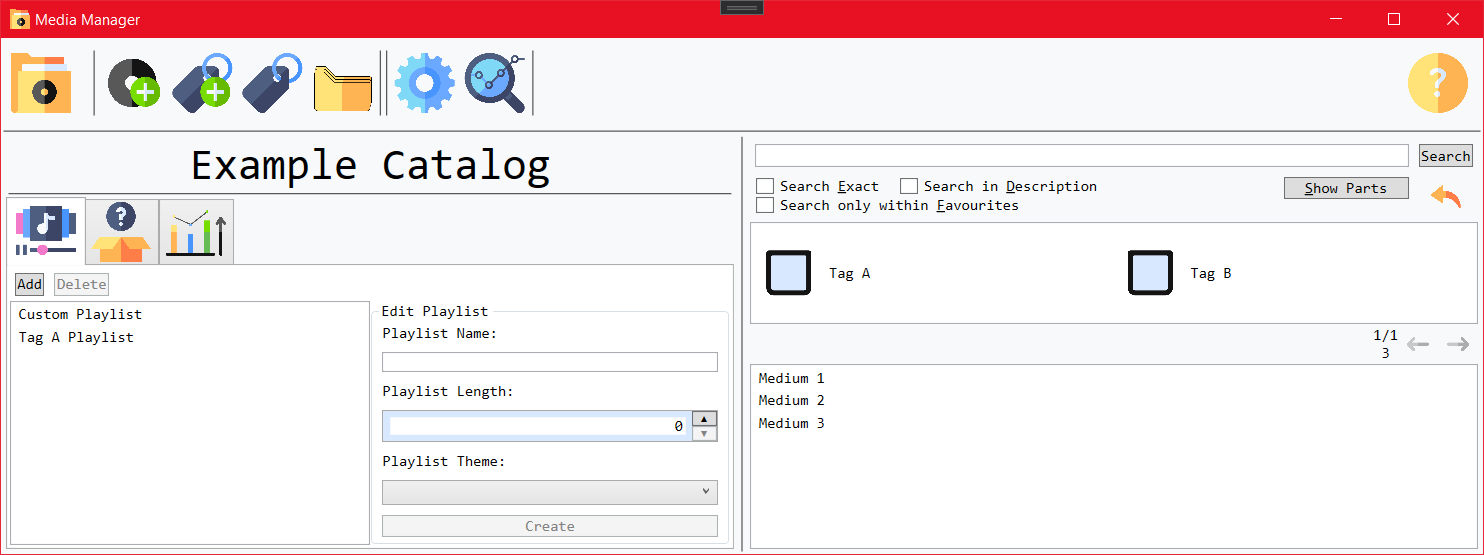 Media Manager
?
Example Catalog
?
Add Delete
Custom Playlist
Tag A Playlist
Edit Playlist
Playlist Name:
Playlist Length:
0
Playlist Theme:
Create
Search
Search Exact Search in Description
Show Parts
Search only within Favourites
Tag A Tag B
1/1
3
Medium 1
Medium 2
Medium 3